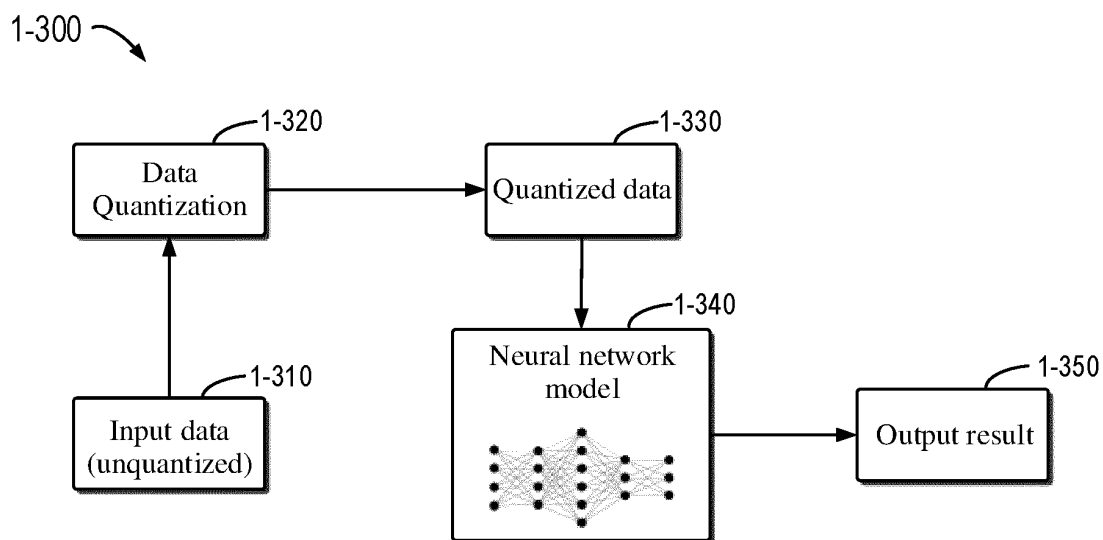 1-300
1-320
Data
Quantization
1-330
Quantized data
1-340
Neural network
model
1-310
Input data
(unquantized)
1-350
Output result